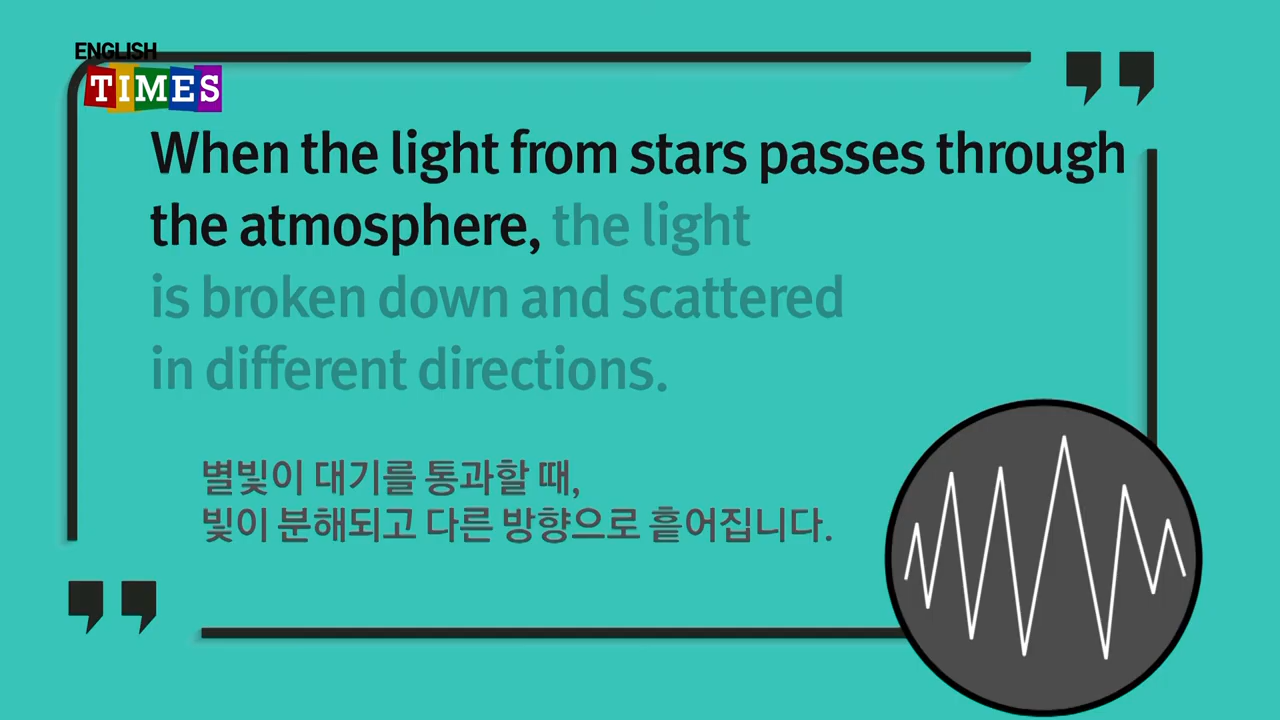 ENGLISH
TIMES
When the light from stars passes through
the atmosphere, the light
is broken down and scattered
in different directions.
별빛이 대기를 통과할 때,
빛이 분해되고 다른 방향으로 흩어집니다.